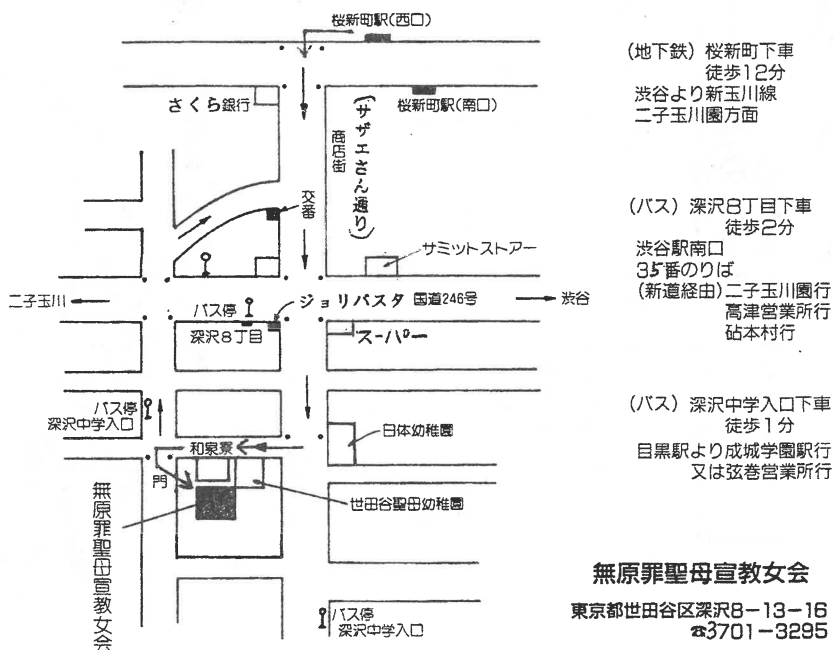 桜新町駅(西口)
さくら銀行
桜新町駅(南口)
商店街
(サザエさん通り)
交番
サミットストアー
二子玉川
バス停
ジョリパスタ 国道246号
渋谷
深沢8丁目
スーパー
バス停
深沢中学入口
和泉寮
日体幼稚園
門
世田谷聖母幼稚園
無原罪聖母宣教女会
バス停
深沢中学入口
(地下鉄) 桜新町下車
徒歩12分
渋谷より新玉川線
二子玉川園方面
(バス) 深沢8丁目下車
徒歩2分
渋谷駅南口
35番のりば
(新道経由)二子玉川園行
高津営業所行
砧本村行
(バス) 深沢中学入口下車
徒歩1分
目黒駅より成城学園駅行
又は弦巻営業所行
無原罪聖母宣教女会
東京都世田谷区深沢8-13-16
☎3701-3295